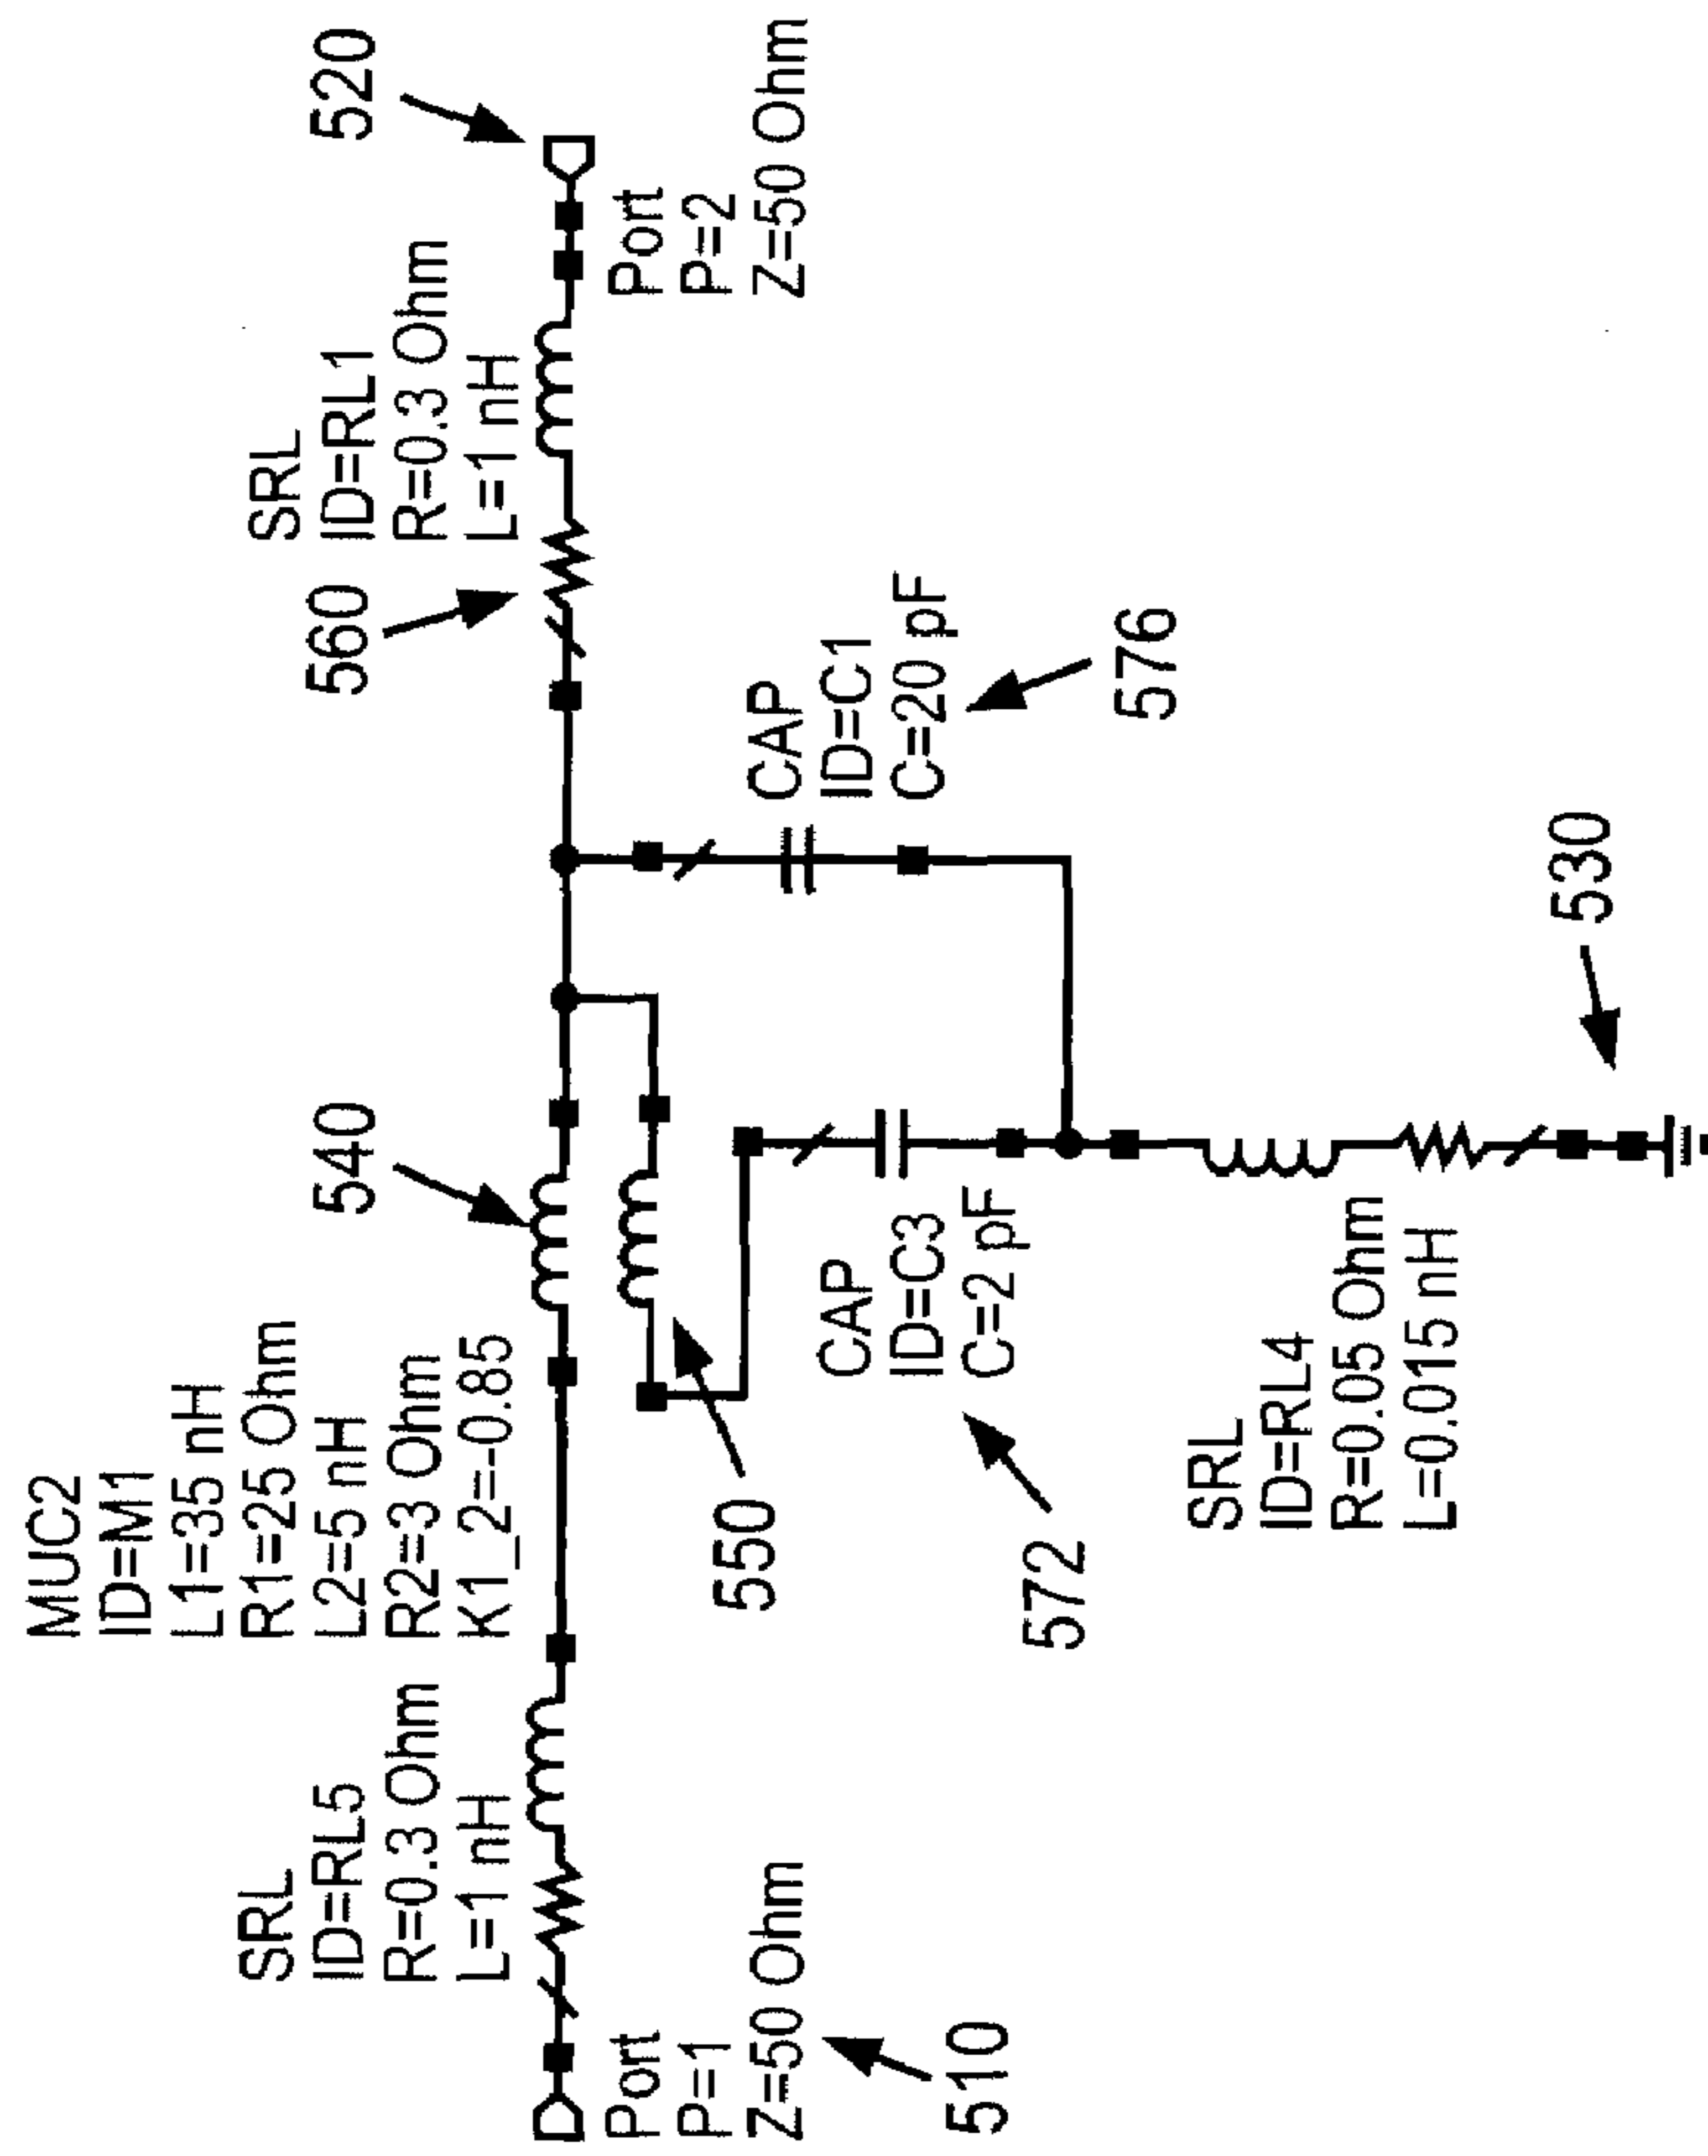 MUC2
ID=M1
L1=35 nH
R1=25 Ohm
L2=5 nH
R2=3 Ohm
K1_2=-0.85
SRL
ID=RL5
R=0.3 Ohm
L=1 nH
540
SRL
ID=RL1
R=0.3 Ohm
L=1 nH
560
520
Port
P=1
Z=50 Ohm
510
550
572
CAP
ID=C3
C=2 pF
CAP
ID=C1
C=20 pF
576
Port
P=2
Z=50 Ohm
SRL
ID=RL4
R=0.05 Ohm
L=0.015 nH
530